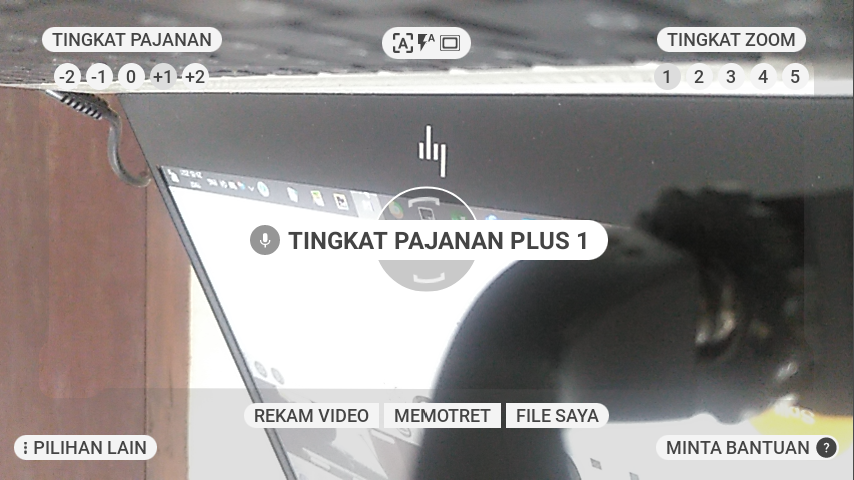 TINGKAT PAJANAN
TINGKAT ZOOM
-2 -1 0 +1 +2
1 2 3 4 5
TINGKAT PAJANAN PLUS 1
REKAM VIDEO
MEMOTRET
FILE SAYA
PILIHAN LAIN
MINTA BANTUAN ?